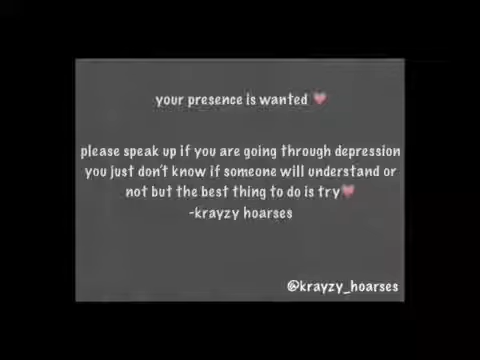 your presence is wanted 💗
please speak up if you are going through depression
you just don't know if someone will understand or
not but the best thing to do is try💗
-krayzy hoarses
@krayzy_hoarses